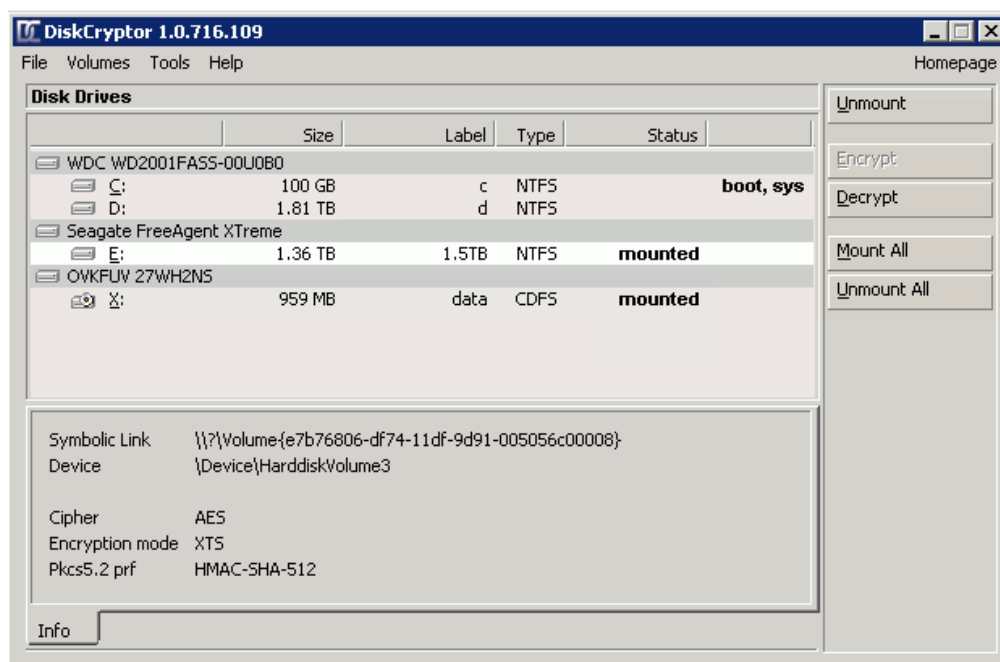 DiskCryptor 1.0.716.109
File Volumes Tools Help Homepage
Disk Drives
Size Label Type Status
WDC WD2001FASS-00U0B0
C: 100 GB c NTFS boot, sys
D: 1.81 TB d NTFS
Seagate FreeAgent XTreme
E: 1.36 TB 1.5TB NTFS mounted
OVKFUV 27WH2NS
X: 959 MB data CDFS mounted
Unmount
Encrypt
Decrypt
Mount All
Unmount All
Symbolic Link \\?\Volume{e7b76806-df74-11df-9d91-005056c00008}
Device \Device\HarddiskVolume3
Cipher AES
Encryption mode XTS
Pkcs5.2 prf HMAC-SHA-512
Info